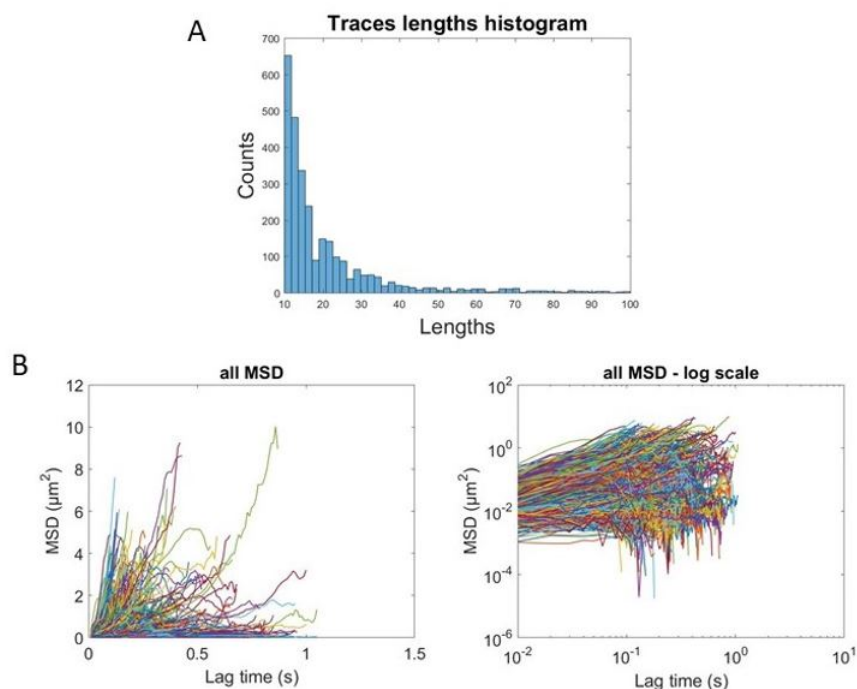 A
Traces lengths histogram
700
600
500
400
300
200
100
0
Counts
10 20 30 40 50 60 70 80 90 100
Lengths
B
all MSD
12
10
8
6
4
2
0
MSD (µm²)
0 0.5 1 1.5
Lag time (s)
all MSD - log scale
10²
10⁰
10⁻²
10⁻⁴
10⁻⁶
MSD (µm²)
10⁻² 10⁻¹ 10⁰ 10¹
Lag time (s)